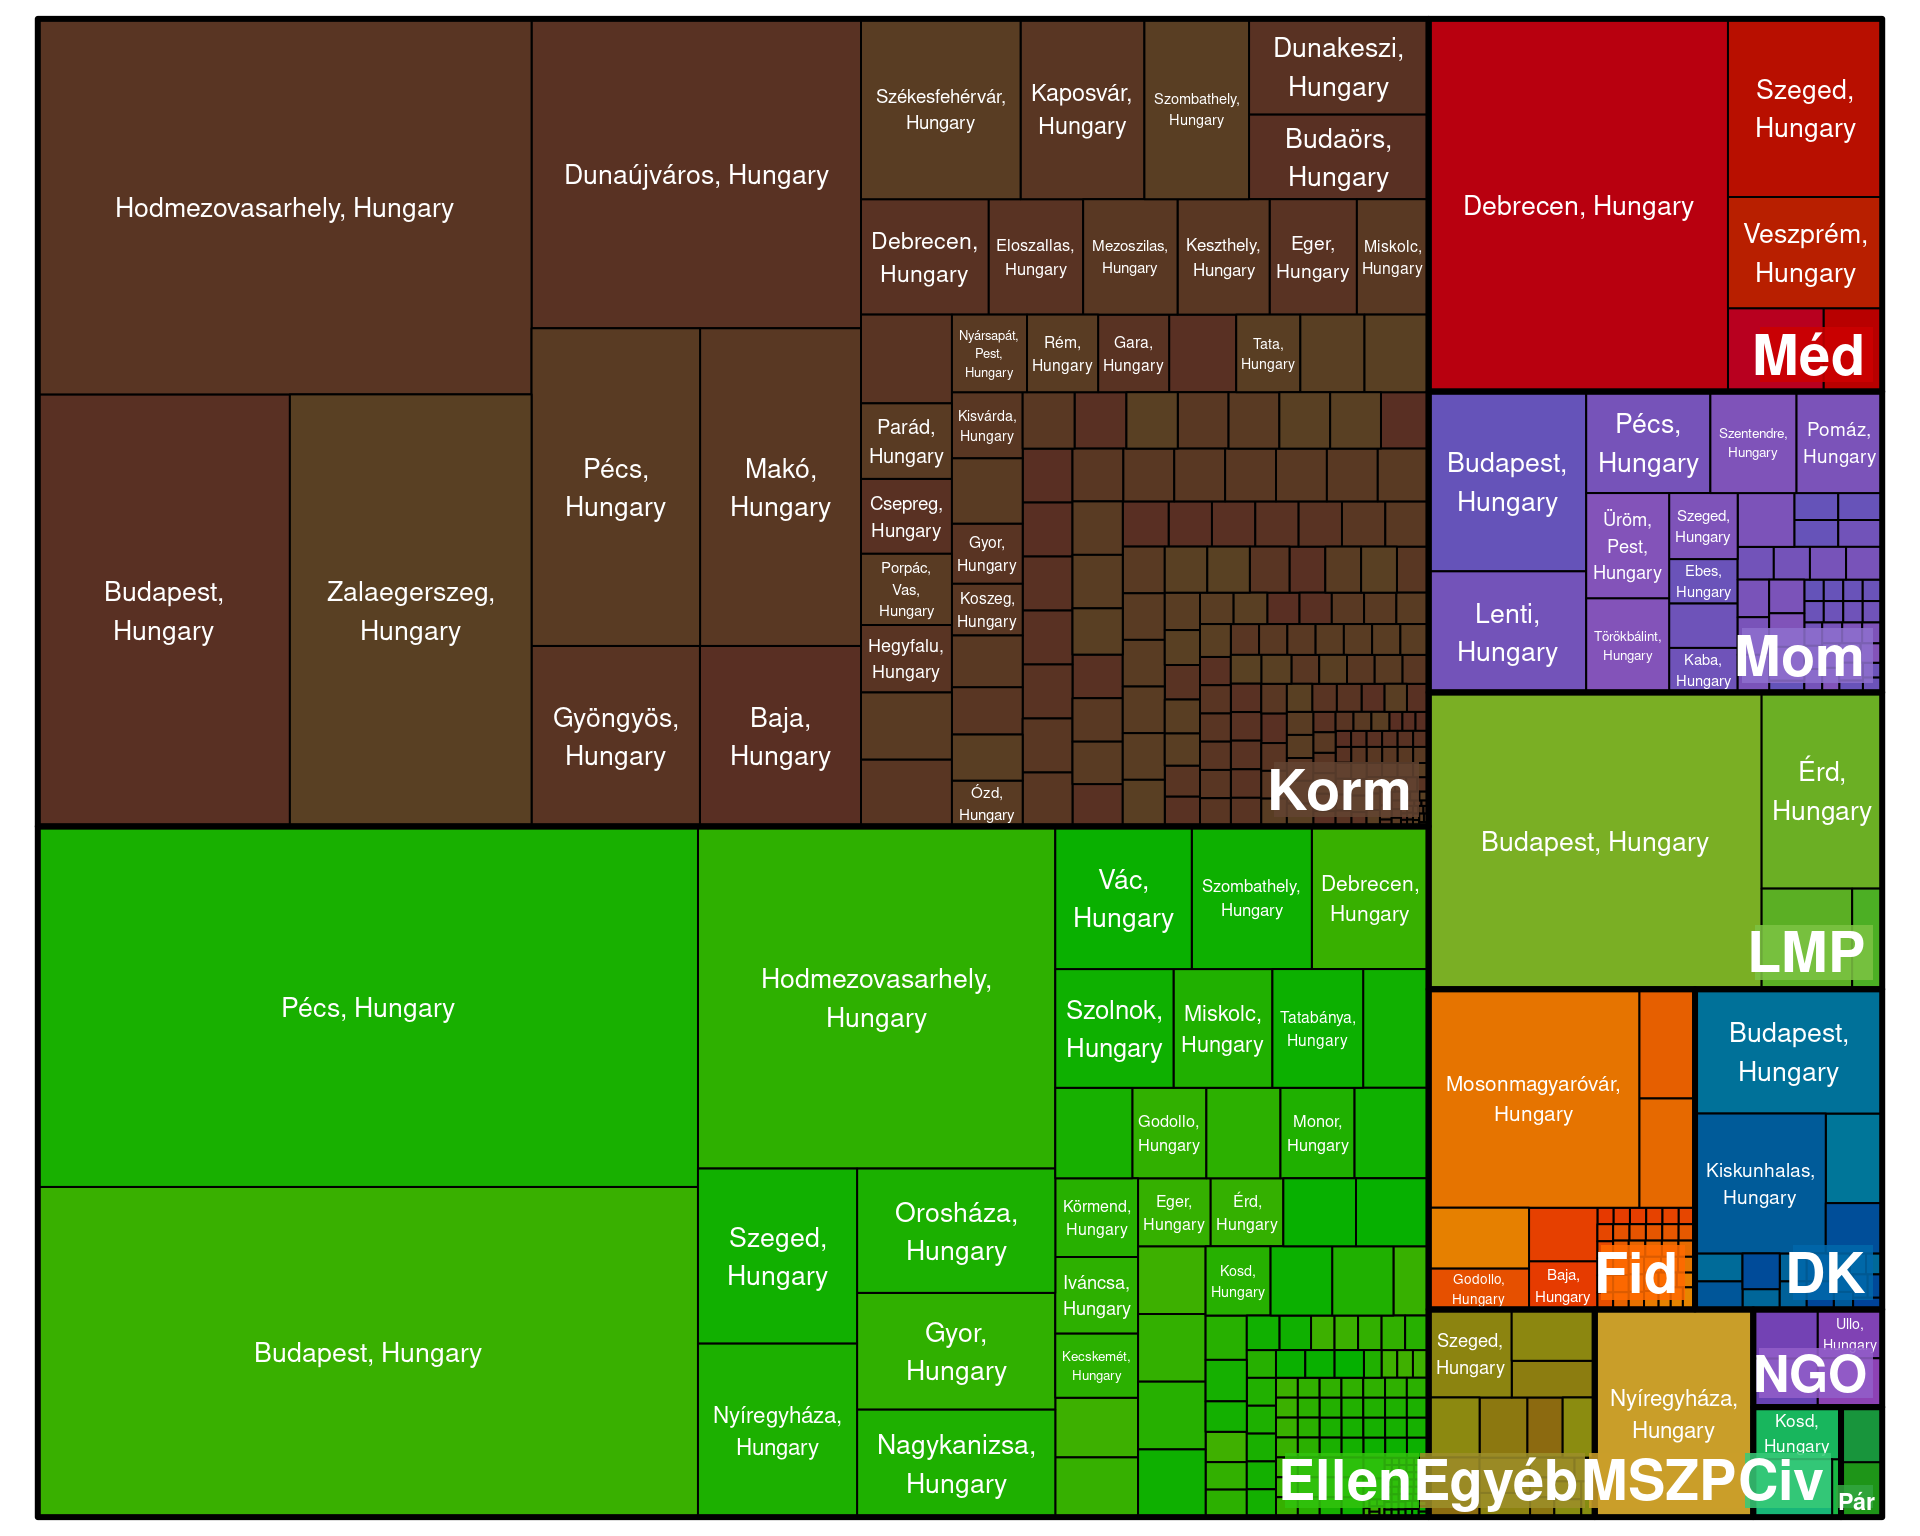 Hodmezovasarhely, Hungary
Dunaújváros, Hungary
Székesfehérvár,
Hungary
Kaposvár,
Hungary
Szombathely,
Hungary
Dunakeszi,
Hungary
Budaörs,
Hungary
Debrecen,
Hungary
Eloszallas,
Hungary
Mezoszilas,
Hungary
Keszthely,
Hungary
Eger,
Hungary
Miskolc,
Hungary
Budapest,
Hungary
Zalaegerszeg,
Hungary
Pécs,
Hungary
Makó,
Hungary
Gyöngyös,
Hungary
Baja,
Hungary
Nyársapát,
Pest,
Hungary
Rém,
Hungary
Gara,
Hungary
Tata,
Hungary
Parád,
Hungary
Kisvárda,
Hungary
Csepreg,
Hungary
Gyor,
Hungary
Porpác,
Vas,
Hungary
Koszeg,
Hungary
Hegyfalu,
Hungary
Ózd,
Hungary
Korm
Debrecen, Hungary
Szeged,
Hungary
Veszprém,
Hungary
Méd
Budapest,
Hungary
Pécs,
Hungary
Szentendre,
Hungary
Pomáz,
Hungary
Lenti,
Hungary
Üröm,
Pest,
Hungary
Szeged,
Hungary
Ebes,
Hungary
Törökbálint,
Hungary
Kaba,
Hungary
Mom
Budapest, Hungary
Érd,
Hungary
LMP
Pécs, Hungary
Budapest, Hungary
Hodmezovasarhely,
Hungary
Szeged,
Hungary
Orosháza,
Hungary
Gyor,
Hungary
Nyíregyháza,
Hungary
Nagykanizsa,
Hungary
Vác,
Hungary
Szombathely,
Hungary
Debrecen,
Hungary
Szolnok,
Hungary
Miskolc,
Hungary
Tatabánya,
Hungary
Godollo,
Hungary
Monor,
Hungary
Körmend,
Hungary
Eger,
Hungary
Érd,
Hungary
Iváncsa,
Hungary
Kosd,
Hungary
Kecskemét,
Hungary
Ellen
Mosonmagyaróvár,
Hungary
Godollo,
Hungary
Baja,
Hungary
Fid
Budapest,
Hungary
Kiskunhalas,
Hungary
DK
Szeged,
Hungary
Egyéb
Nyíregyháza,
Hungary
MSZP
Ullo,
Hungary
NGO
Kosd,
Hungary
Civ
Pár